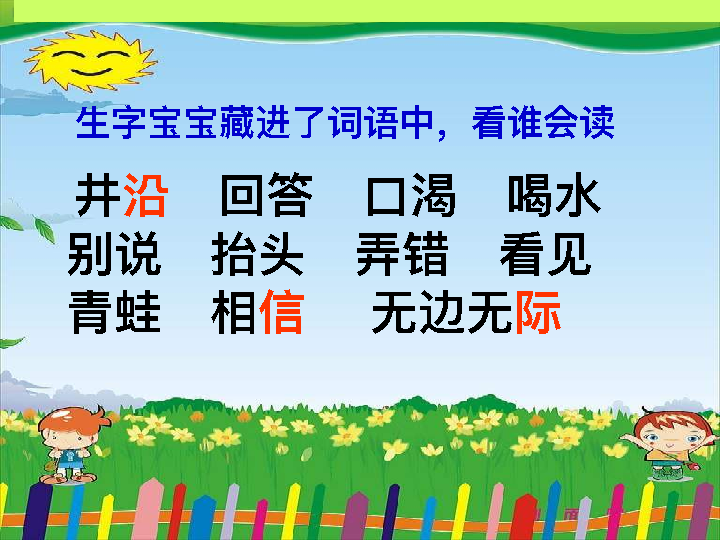 生字宝宝藏进了词语中，看谁会读
井沿 回答 口渴 喝水
别说 抬头 弄错 看见
青蛙 相信 无边无际